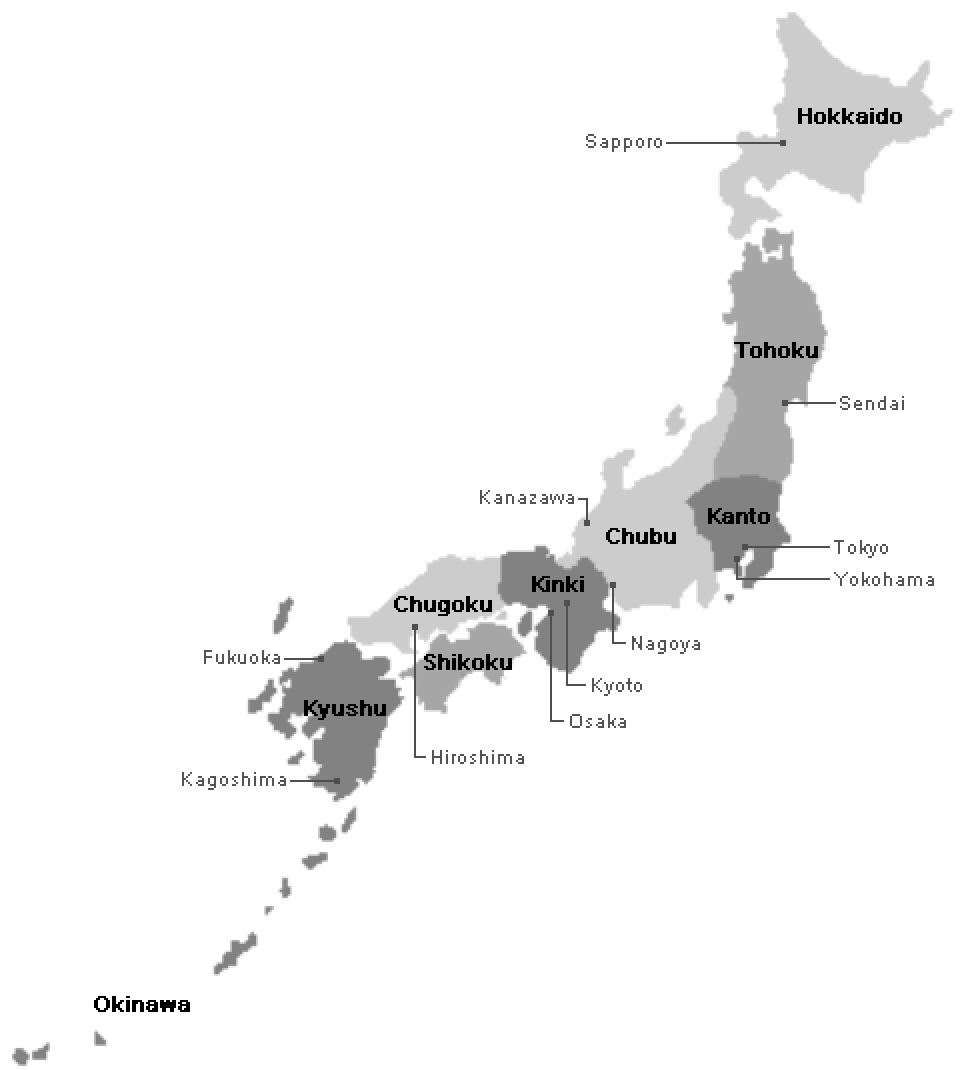 Hokkaido
Sapporo
Tohoku
Sendai
Kanazawa
Kanto
Chubu
Tokyo
Yokohama
Kinki
Chugoku
Nagoya
Fukuoka
Shikoku
Kyoto
Kyushu
Osaka
Hiroshima
Kagoshima
Okinawa